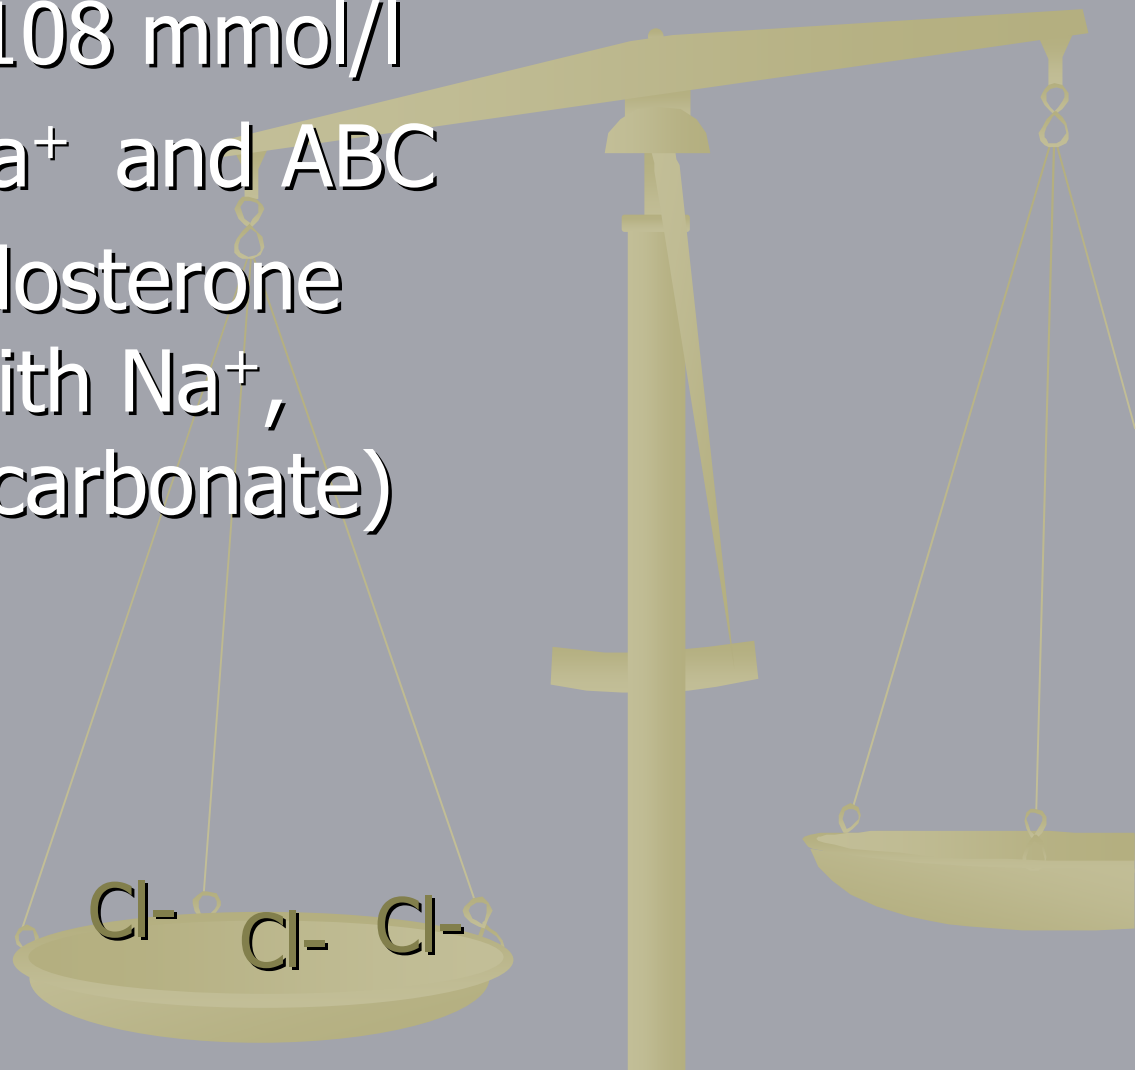 108 mmol/l
a⁺ and ABC
losterone
ith Na⁺,
carbonate)
Cl- Cl- Cl-